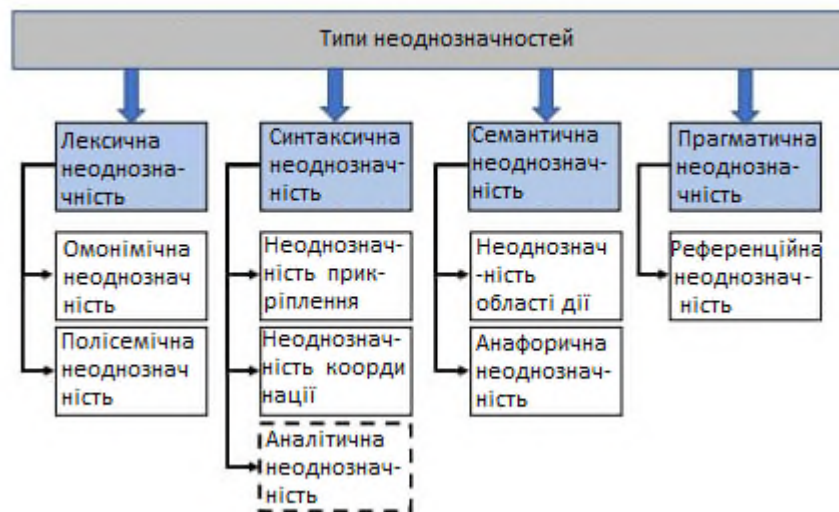 Типи неоднозначностей
Лексична
неоднозна-
чність
Омонімічна
неоднознач
ність
Полісемічна
неоднознач
ність
Синтаксична
неоднознач-
ність
Неоднознач-
ність прик-
ріплення
Неоднознач-
ність коорди
нації
Аналітична
неоднознач-
ність
Семантична
неоднознач-
ність
Неоднознач
-ність
області дії
Анафорична
неоднознач-
ність
Прагматична
неоднозна-
чність
Референційна
неоднознач-
ність